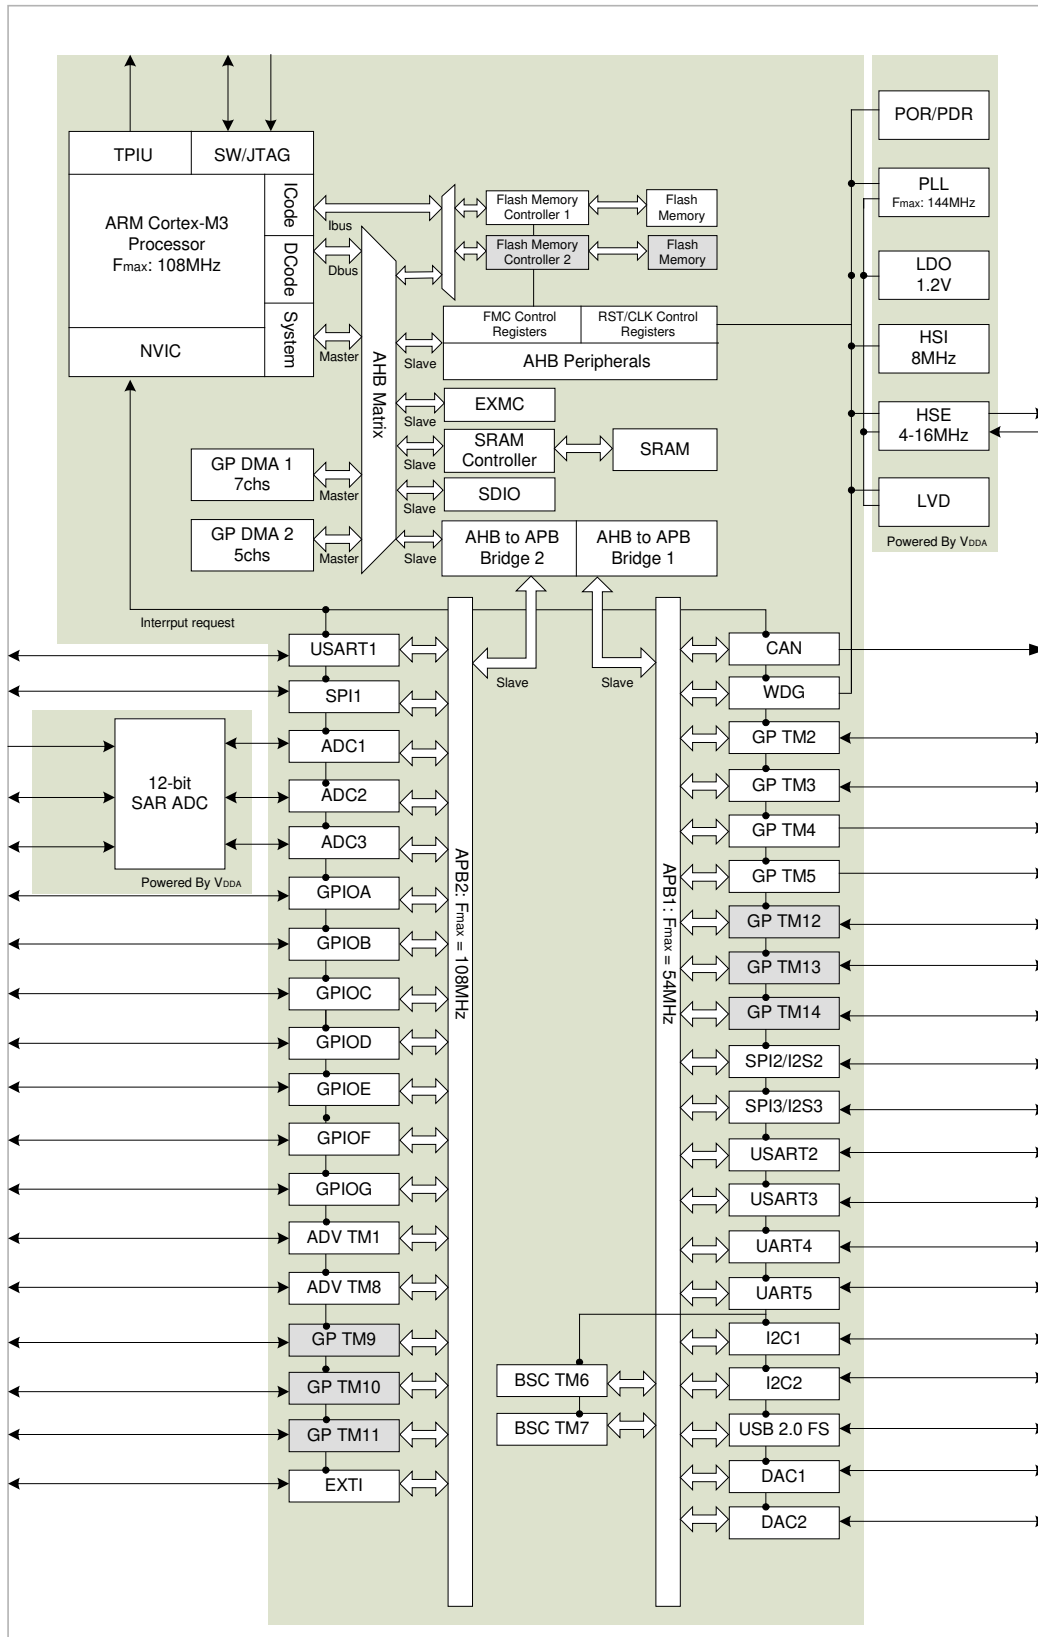 TPIU
SW/JTAG
ARM Cortex-M3
Processor
Fmax: 108MHz
ICode
DCode
System
NVIC
Ibus
Dbus
Master
AHB Matrix
Flash Memory
Controller 1
Flash
Memory
Flash Memory
Controller 2
Flash
Memory
FMC Control
Registers
RST/CLK Control
Registers
AHB Peripherals
Slave
EXMC
Slave
SRAM
Controller
SRAM
Slave
SDIO
Slave
GP DMA 1
7chs
Master
GP DMA 2
5chs
Master
AHB to APB
Bridge 2
AHB to APB
Bridge 1
Slave
POR/PDR
PLL
Fmax: 144MHz
LDO
1.2V
HSI
8MHz
HSE
4-16MHz
LVD
Powered By VDDA
Interrput request
Slave
Slave
USART1
SPI1
ADC1
ADC2
ADC3
12-bit
SAR ADC
Powered By VDDA
GPIOA
GPIOB
GPIOC
GPIOD
GPIOE
GPIOF
GPIOG
ADV TM1
ADV TM8
GP TM9
GP TM10
GP TM11
EXTI
APB2: Fmax = 108MHz
APB1: Fmax = 54MHz
BSC TM6
BSC TM7
CAN
WDG
GP TM2
GP TM3
GP TM4
GP TM5
GP TM12
GP TM13
GP TM14
SPI2/I2S2
SPI3/I2S3
USART2
USART3
UART4
UART5
I2C1
I2C2
USB 2.0 FS
DAC1
DAC2